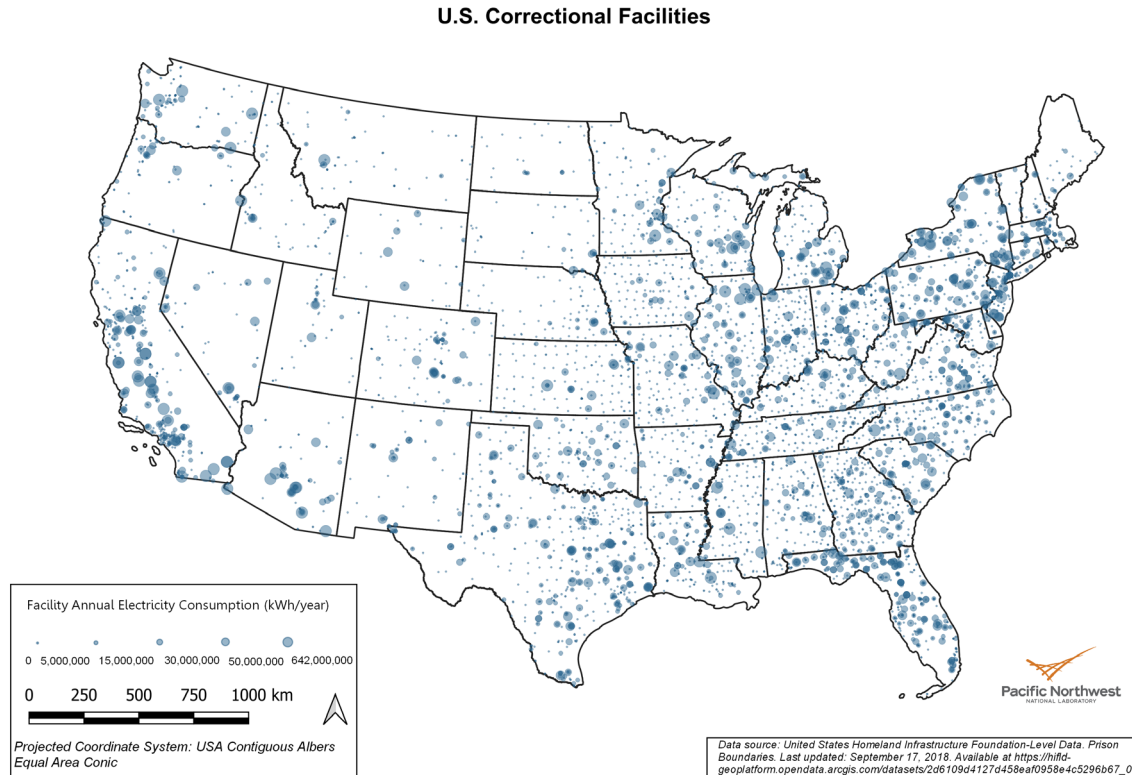 U.S. Correctional Facilities
Facility Annual Electricity Consumption (kWh/year)
0 5,000,000 15,000,000 30,000,000 50,000,000 642,000,000
0 250 500 750 1000 km
Projected Coordinate System: USA Contiguous Albers
Equal Area Conic
Pacific Northwest
NATIONAL LABORATORY
Data source: United States Homeland Infrastructure Foundation-Level Data. Prison
Boundaries. Last updated: September 17, 2018. Available at https://hifld-
geoplatform.opendata.arcgis.com/datasets/2d6109d4127d458eaf0958e4c5296b67_0